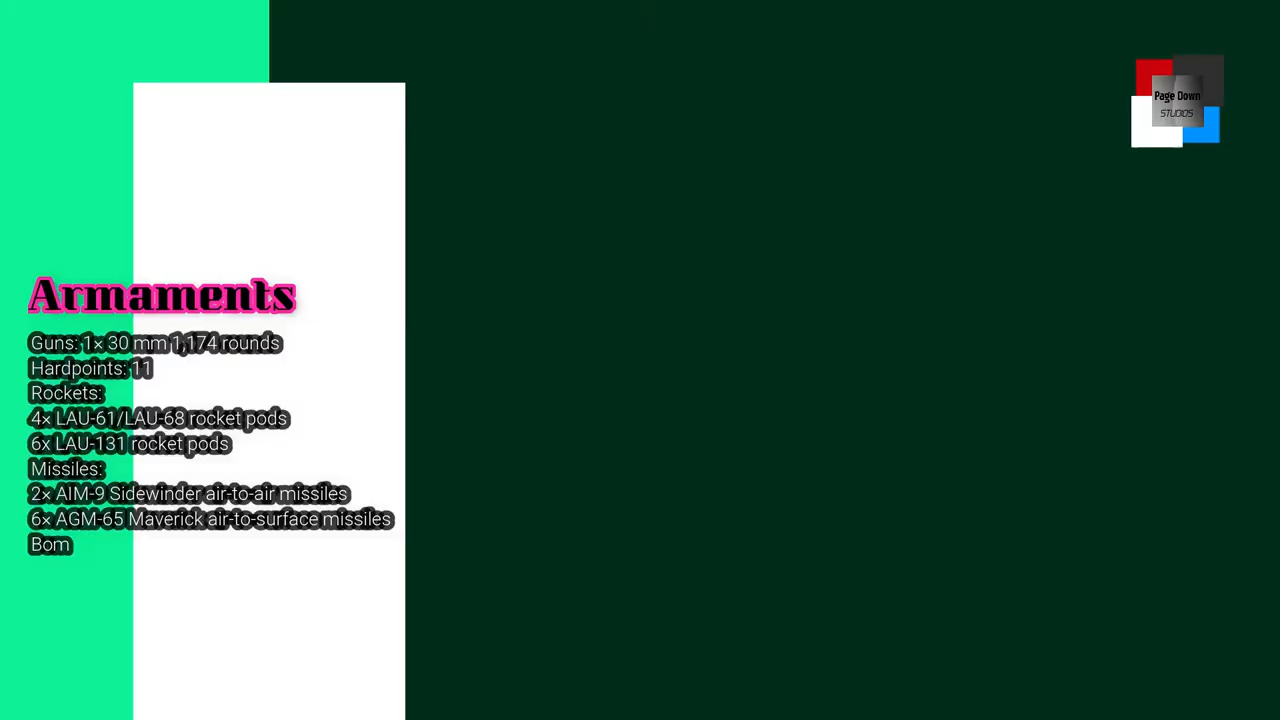 Page Down
STUDIOS
Armaments
Guns: 1× 30 mm 1,174 rounds
Hardpoints: 11
Rockets:
4× LAU-61/LAU-68 rocket pods
6x LAU-131 rocket pods
Missiles:
2× AIM-9 Sidewinder air-to-air missiles
6× AGM-65 Maverick air-to-surface missiles
Bom